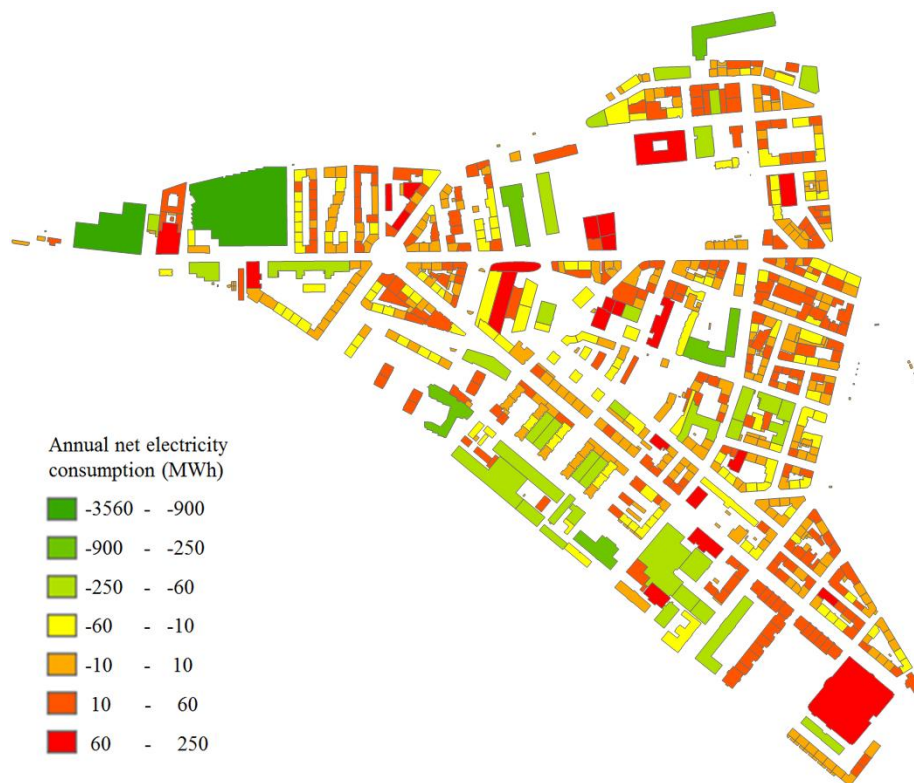 Annual net electricity
consumption (MWh)
-3560 - -900
-900 - -250
-250 - -60
-60 - -10
-10 - 10
10 - 60
60 - 250